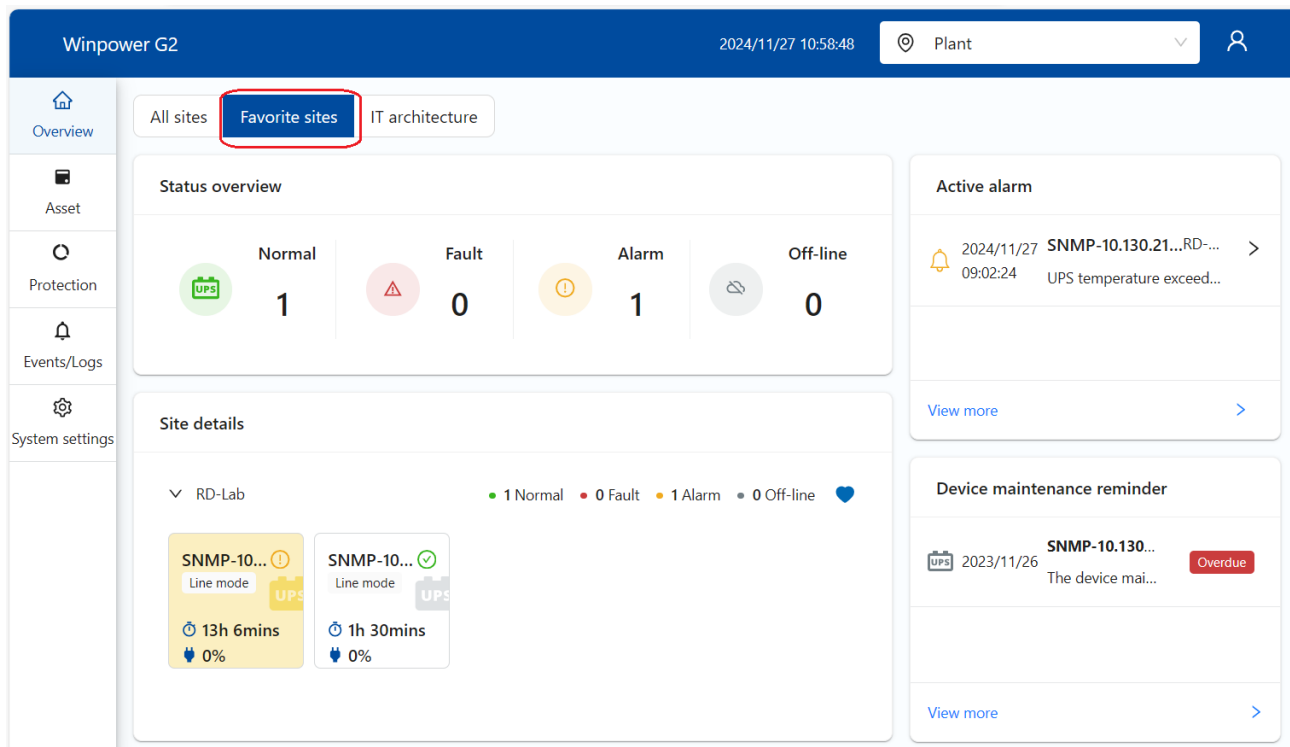 Winpower G2
2024/11/27 10:58:48
Plant
Overview
Asset
Protection
Events/Logs
System settings
All sites
Favorite sites
IT architecture
Status overview
Normal
1
Fault
0
Alarm
1
Off-line
0
UPS
Site details
RD-Lab
1 Normal
0 Fault
1 Alarm
0 Off-line
SNMP-10...
Line mode
UPS
13h 6mins
0%
SNMP-10...
Line mode
UPS
1h 30mins
0%
Active alarm
2024/11/27
09:02:24
SNMP-10.130.21...RD-...
UPS temperature exceed...
View more
Device maintenance reminder
UPS
2023/11/26
SNMP-10.130...
The device mai...
Overdue
View more